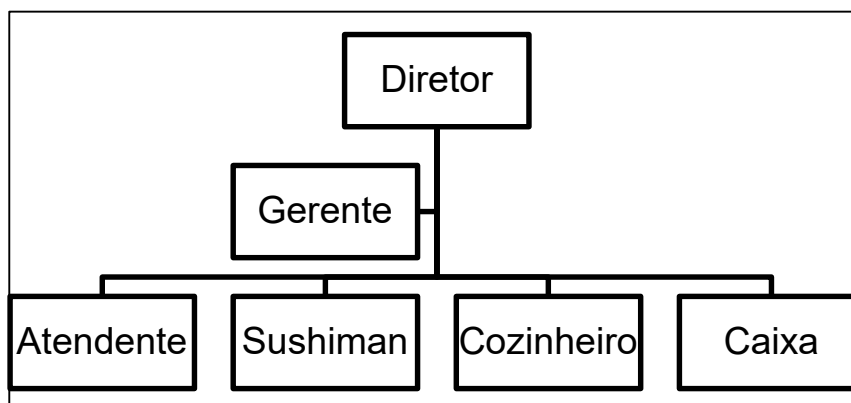 Diretor
Gerente
Atendente
Sushiman
Cozinheiro
Caixa